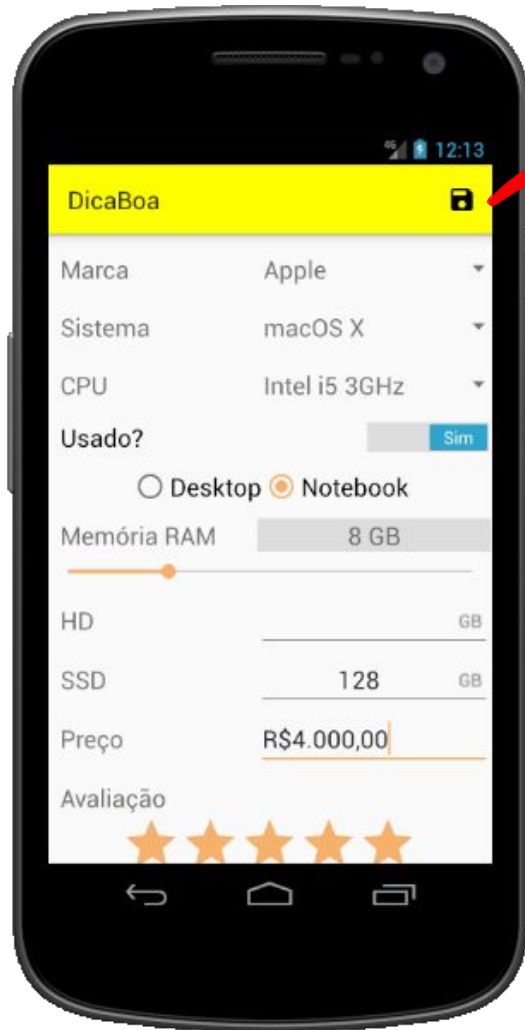 4G 12:13
DicaBoa
Marca Apple
Sistema macOS X
CPU Intel i5 3GHz
Usado? Sim
Desktop Notebook
Memória RAM 8 GB
HD GB
SSD 128 GB
Preço R$4.000,00
Avaliação